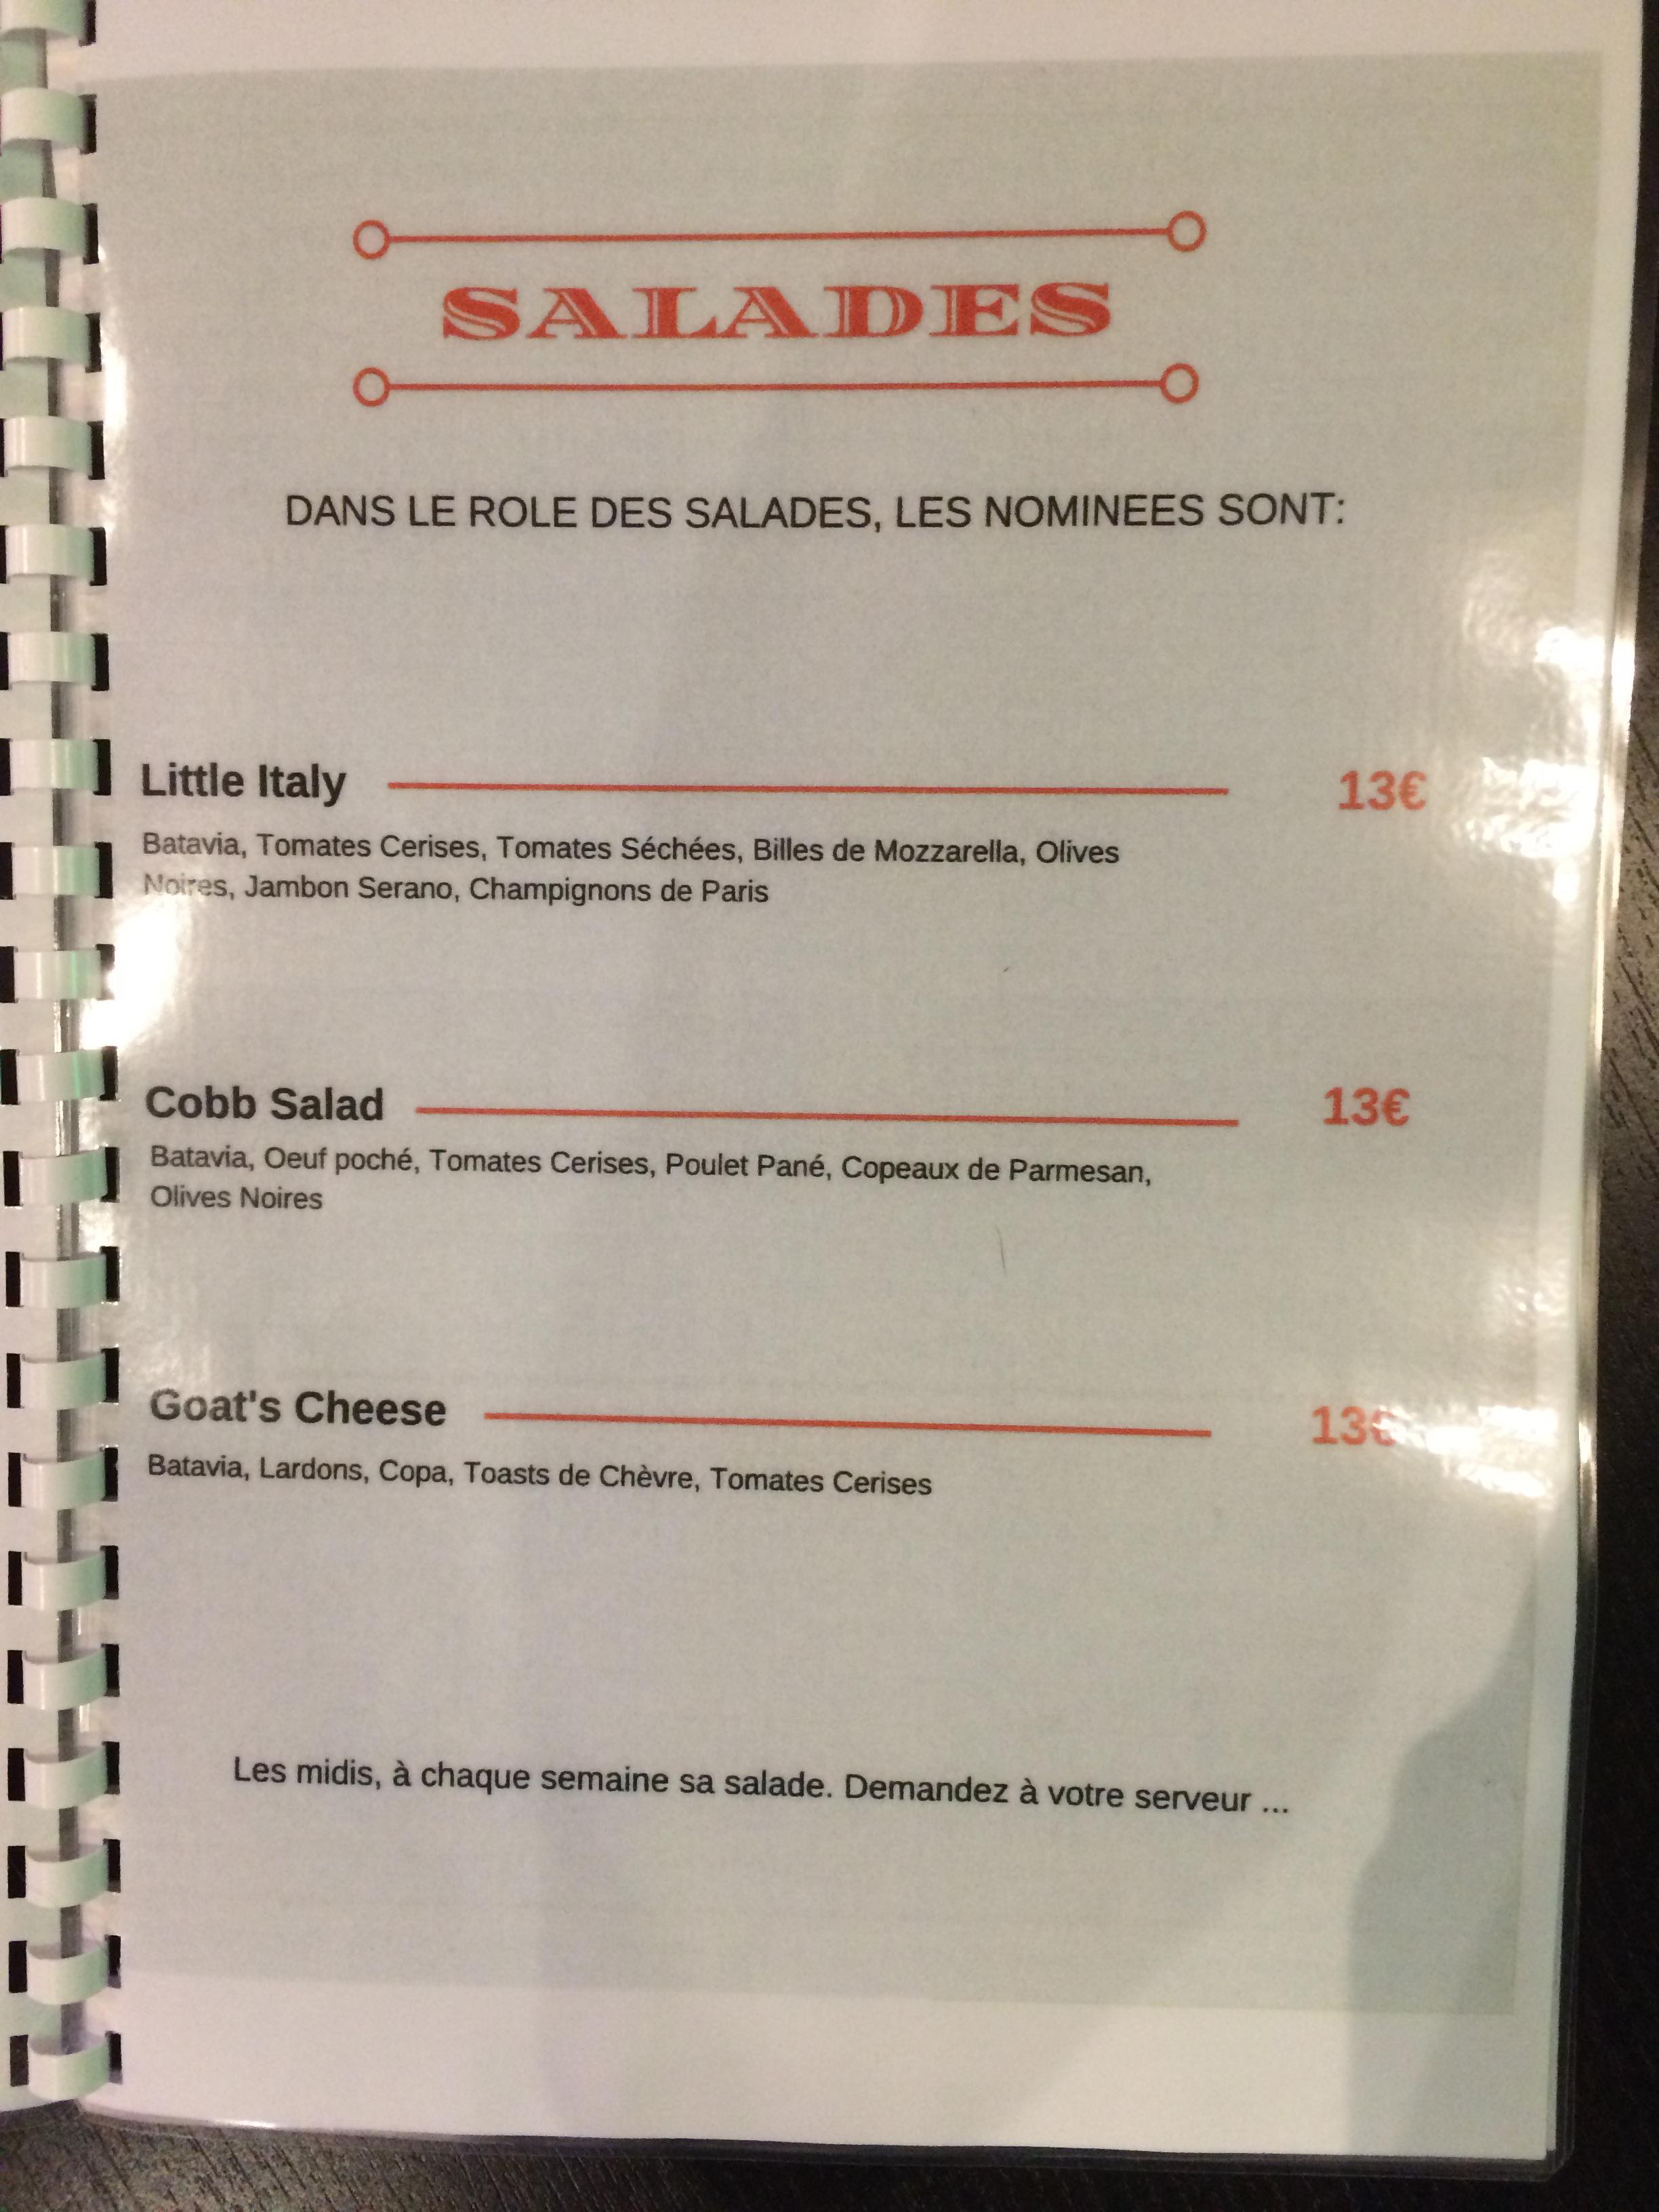 SALADES
DANS LE ROLE DES SALADES, LES NOMINEES SONT:
Little Italy 13€
Batavia, Tomates Cerises, Tomates Séchées, Billes de Mozzarella, Olives
Noires, Jambon Serano, Champignons de Paris
Cobb Salad 13€
Batavia, Oeuf poché, Tomates Cerises, Poulet Pané, Copeaux de Parmesan,
Olives Noires
Goat's Cheese 13€
Batavia, Lardons, Copa, Toasts de Chèvre, Tomates Cerises
Les midis, à chaque semaine sa salade. Demandez à votre serveur ...